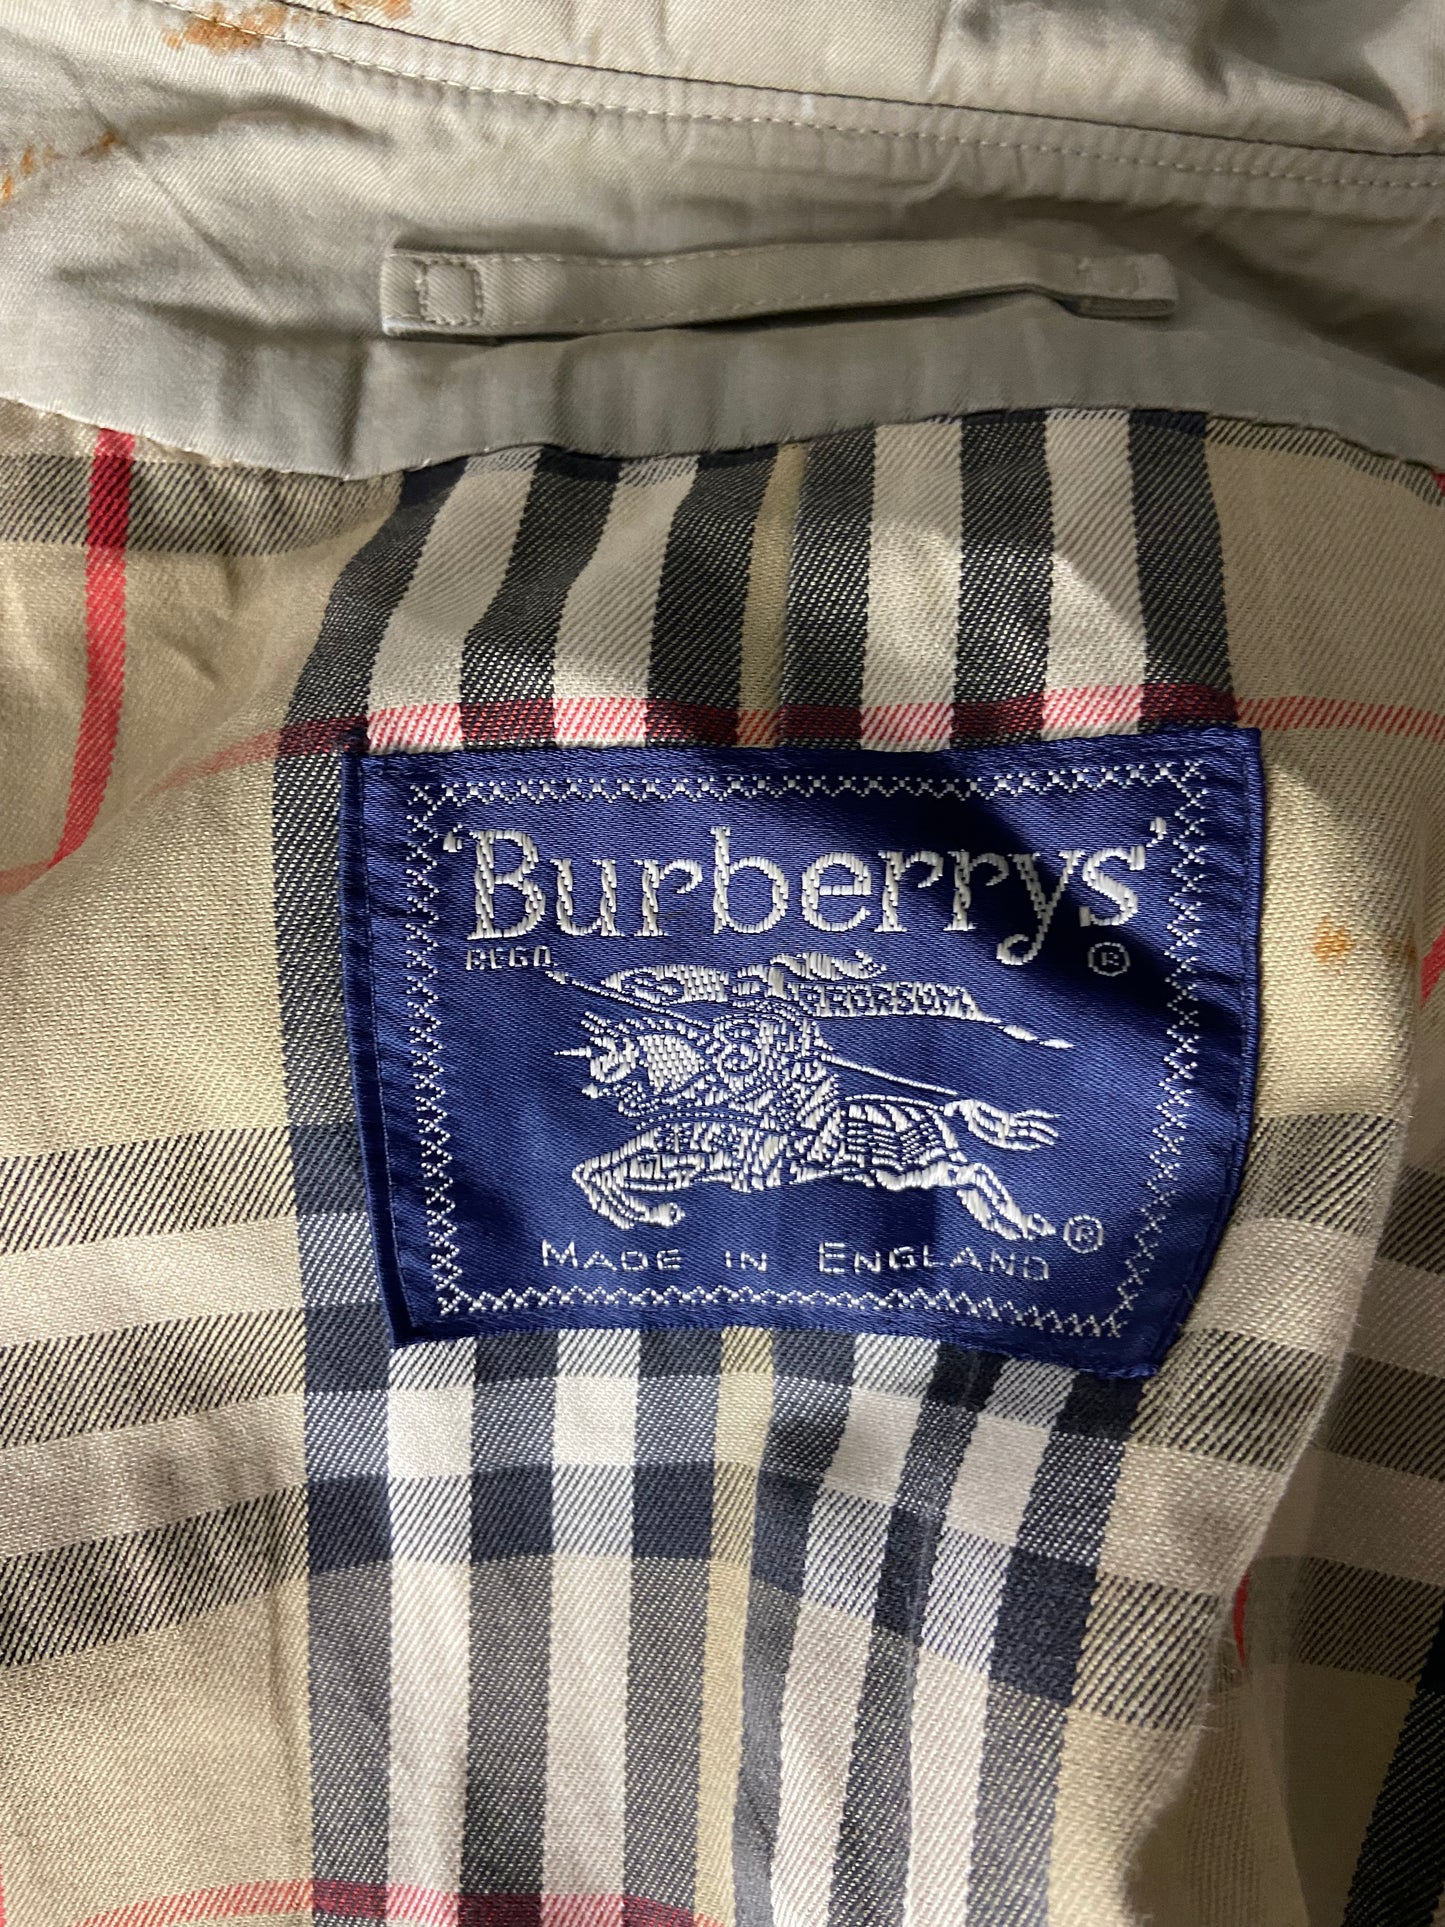 'Burberrys'
REGD. ®
PRORSUM
®
MADE IN ENGLAND